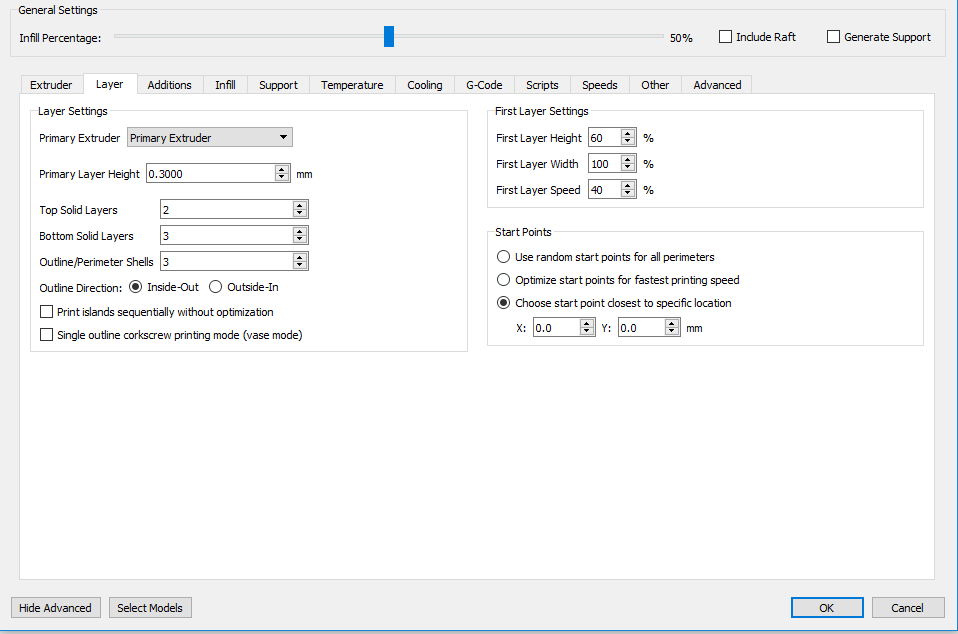 General Settings
Infill Percentage: 50% Include Raft Generate Support
Extruder Layer Additions Infill Support Temperature Cooling G-Code Scripts Speeds Other Advanced
Layer Settings
Primary Extruder Primary Extruder
Primary Layer Height 0.3000 mm
Top Solid Layers 2
Bottom Solid Layers 3
Outline/Perimeter Shells 3
Outline Direction: Inside-Out Outside-In
Print islands sequentially without optimization
Single outline corkscrew printing mode (vase mode)
First Layer Settings
First Layer Height 60 %
First Layer Width 100 %
First Layer Speed 40 %
Start Points
Use random start points for all perimeters
Optimize start points for fastest printing speed
Choose start point closest to specific location
X: 0.0 Y: 0.0 mm
Hide Advanced Select Models OK Cancel